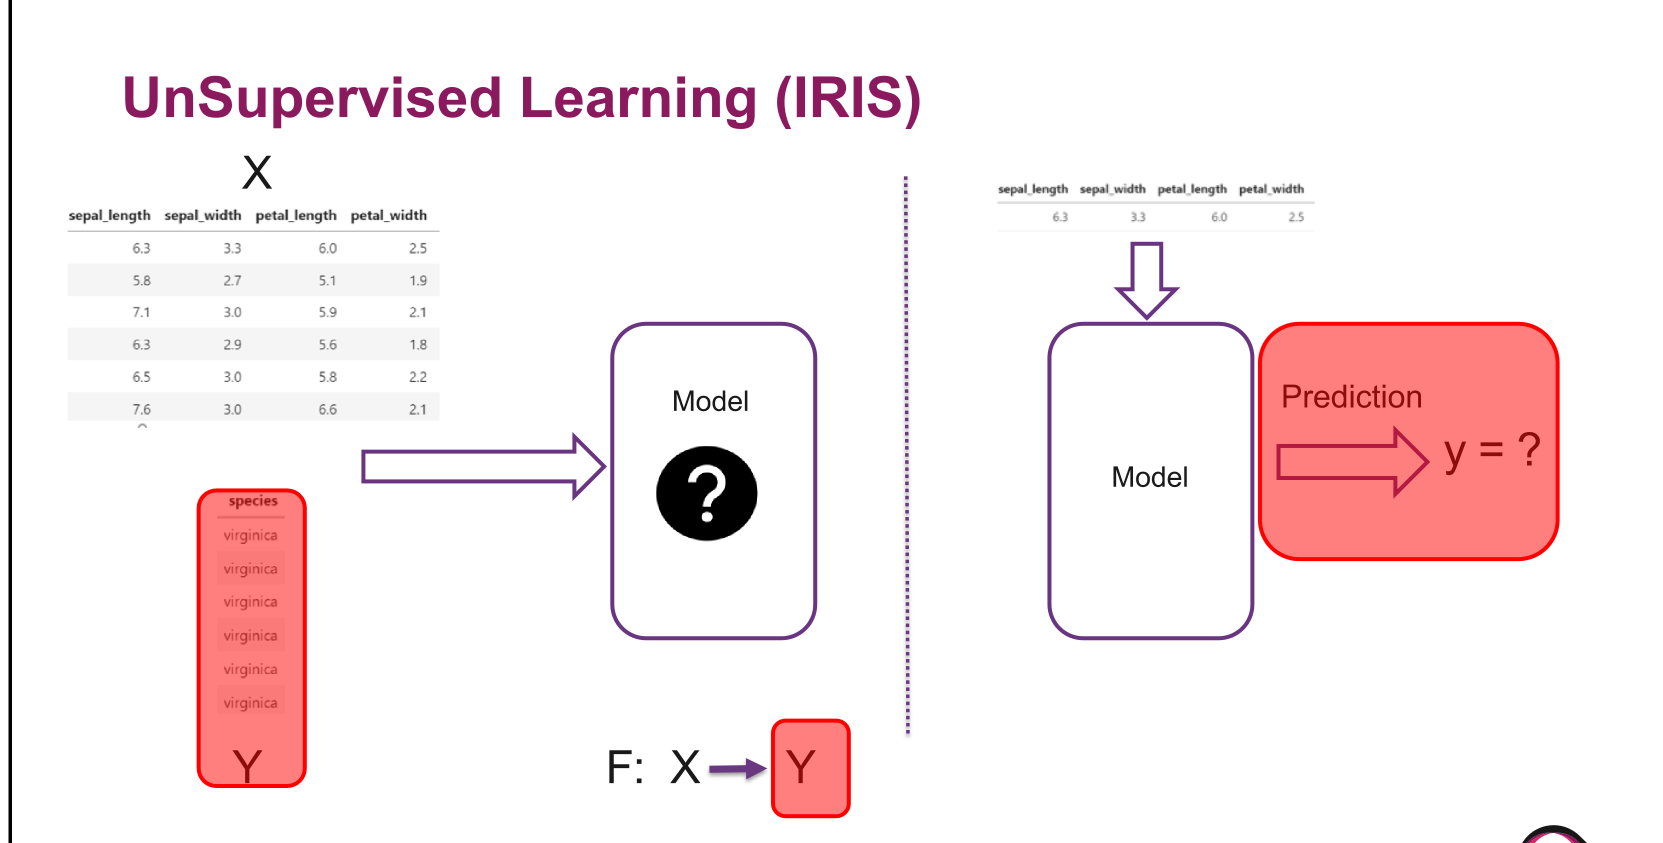 UnSupervised Learning (IRIS)
X
sepal_length sepal_width petal_length petal_width
6.3 3.3 6.0 2.5
5.8 2.7 5.1 1.9
7.1 3.0 5.9 2.1
6.3 2.9 5.6 1.8
6.5 3.0 5.8 2.2
7.6 3.0 6.6 2.1
species
virginica
virginica
virginica
virginica
virginica
virginica
Y
Model
?
F: X Y
sepal_length sepal_width petal_length petal_width
6.3 3.3 6.0 2.5
Model
Prediction
y = ?